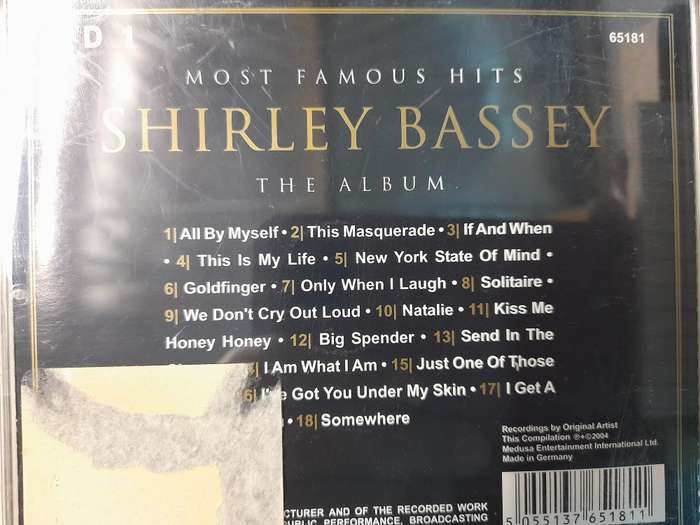 D 1
65181
MOST FAMOUS HITS
SHIRLEY BASSEY
THE ALBUM
1| All By Myself • 2| This Masquerade • 3| If And When
• 4| This Is My Life • 5| New York State Of Mind •
6| Goldfinger • 7| Only When I Laugh • 8| Solitaire •
9| We Don't Cry Out Loud • 10| Natalie • 11| Kiss Me
Honey Honey • 12| Big Spender • 13| Send In The
| I Am What I Am • 15| Just One Of Those
6| I've Got You Under My Skin • 17| I Get A
• 18| Somewhere
Recordings by Original Artist
This Compilation ℗+©2004
Medusa Entertainment International Ltd.
Made in Germany
CTURER AND OF THE RECORDED WORK
PUBLIC PERFORMANCE, BROADCASTING
5 055137 651811